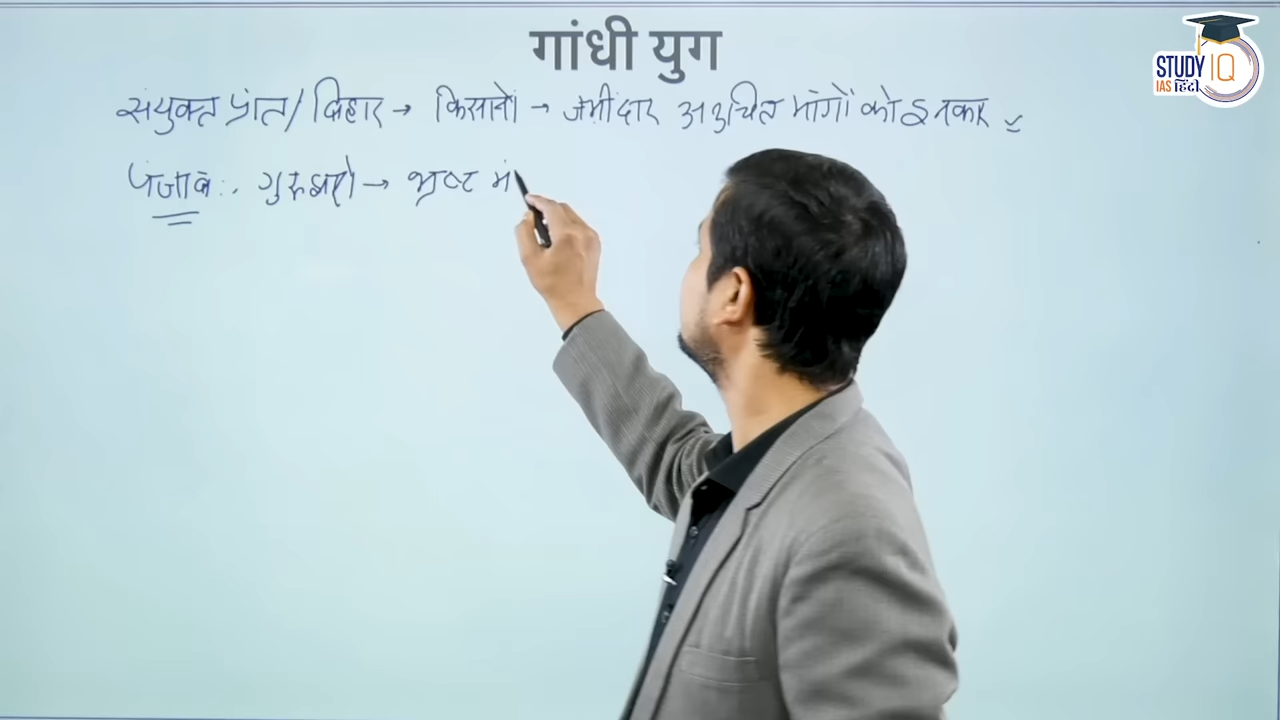 गांधी युग
STUDY IQ
IAS हिंदी
संयुक्त प्रांत/ बिहार → किसानो → जमीदार अनुचित मांगों को इनकार
पंजाब :. गुरुद्वारो → भ्रष्ट मं